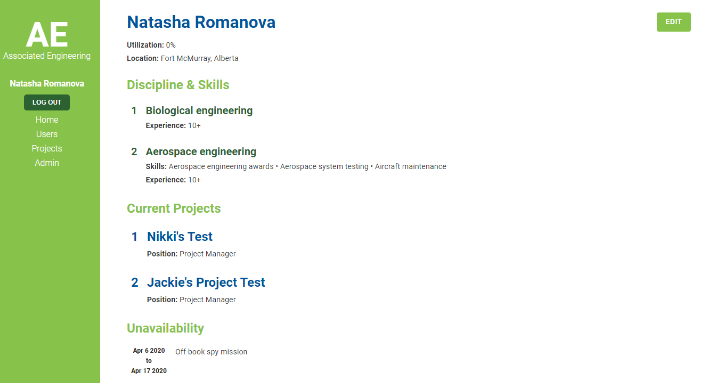 AE
Associated Engineering
Natasha Romanova
LOG OUT
Home
Users
Projects
Admin
Natasha Romanova
EDIT
Utilization: 0%
Location: Fort McMurray, Alberta
Discipline & Skills
1 Biological engineering
Experience: 10+
2 Aerospace engineering
Skills: Aerospace engineering awards • Aerospace system testing • Aircraft maintenance
Experience: 10+
Current Projects
1 Nikki's Test
Position: Project Manager
2 Jackie's Project Test
Position: Project Manager
Unavailability
Apr 6 2020
to
Apr 17 2020
Off book spy mission